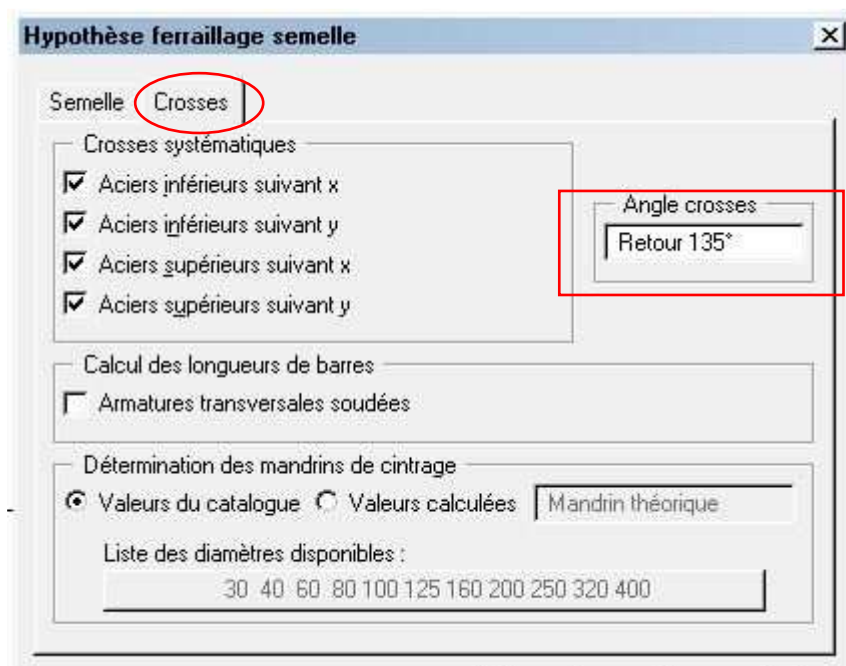 Hypothèse ferraillage semelle
Semelle Crosses
Crosses systématiques
Aciers inférieurs suivant x
Aciers inférieurs suivant y
Aciers supérieurs suivant x
Aciers supérieurs suivant y
Angle crosses
Retour 135°
Calcul des longueurs de barres
Armatures transversales soudées
Détermination des mandrins de cintrage
Valeurs du catalogue Valeurs calculées Mandrin théorique
Liste des diamètres disponibles :
30 40 60 80 100 125 160 200 250 320 400